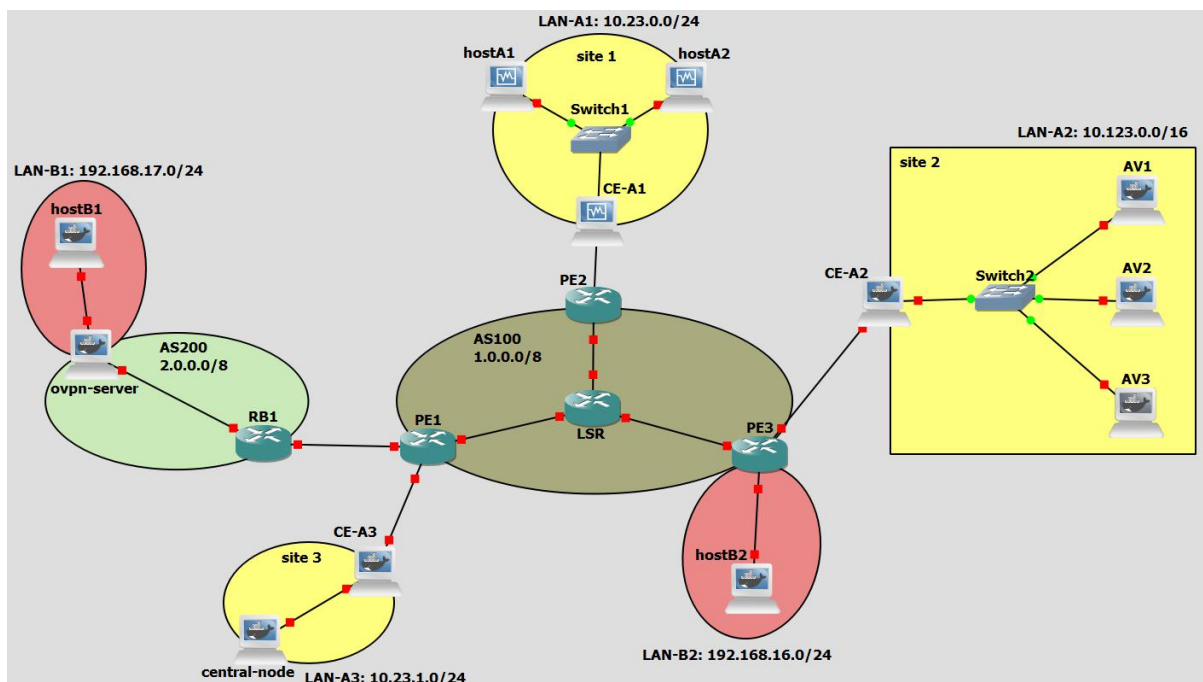 LAN-A1: 10.23.0.0/24
hostA1
site 1
hostA2
Switch1
CE-A1
LAN-A2: 10.123.0.0/16
site 2
AV1
Switch2
AV2
AV3
CE-A2
LAN-B1: 192.168.17.0/24
hostB1
AS200
2.0.0.0/8
ovpn-server
RB1
PE2
AS100
1.0.0.0/8
PE1
LSR
PE3
CE-A3
site 3
central-node
LAN-A3: 10.23.1.0/24
hostB2
LAN-B2: 192.168.16.0/24